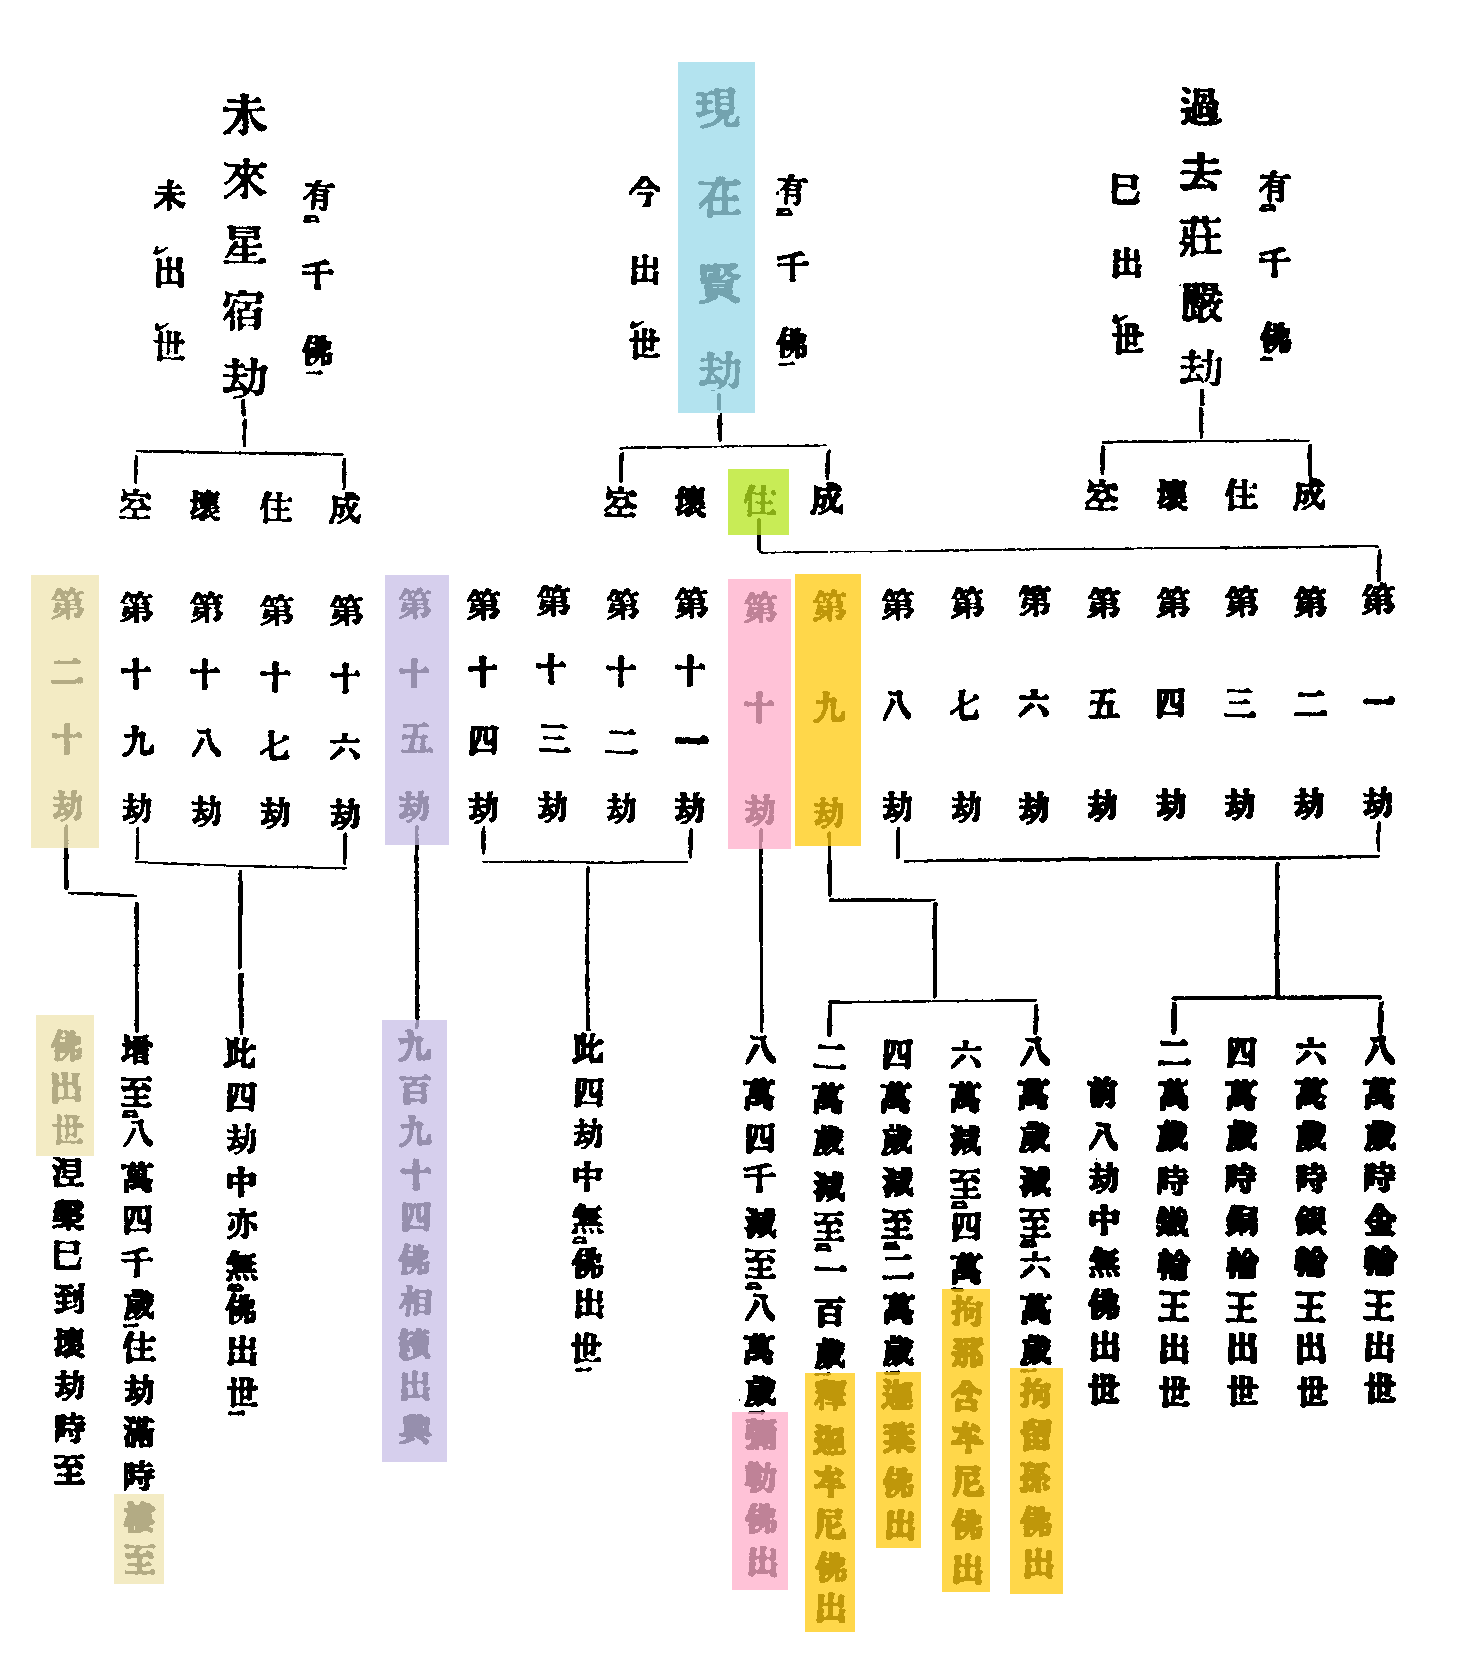 有千佛
過去莊嚴劫
已出世
成
住
壞
空
有千佛
現在賢劫
今出世
成
住
壞
空
有千佛
未來星宿劫
未出世
成
住
壞
空
第一劫
第二劫
第三劫
第四劫
第五劫
第六劫
第七劫
第八劫
第九劫
第十劫
第十一劫
第十二劫
第十三劫
第十四劫
第十五劫
第十六劫
第十七劫
第十八劫
第十九劫
第二十劫
八萬歲時金輪王出世
六萬歲時銀輪王出世
四萬歲時銅輪王出世
二萬歲時鐵輪王出世
前八劫中無佛出世
八萬歲減至六萬歲拘留孫佛出
六萬減至四萬拘那含牟尼佛出
四萬歲減至二萬歲迦葉佛出
二萬歲減至一百歲釋迦牟尼佛出
八萬四千減至八萬歲彌勒佛出
此四劫中無佛出世
九百九十四佛相續出興
此四劫中亦無佛出世
增至八萬四千歲住劫滿時樓至
佛出世涅槃已到壞劫時至